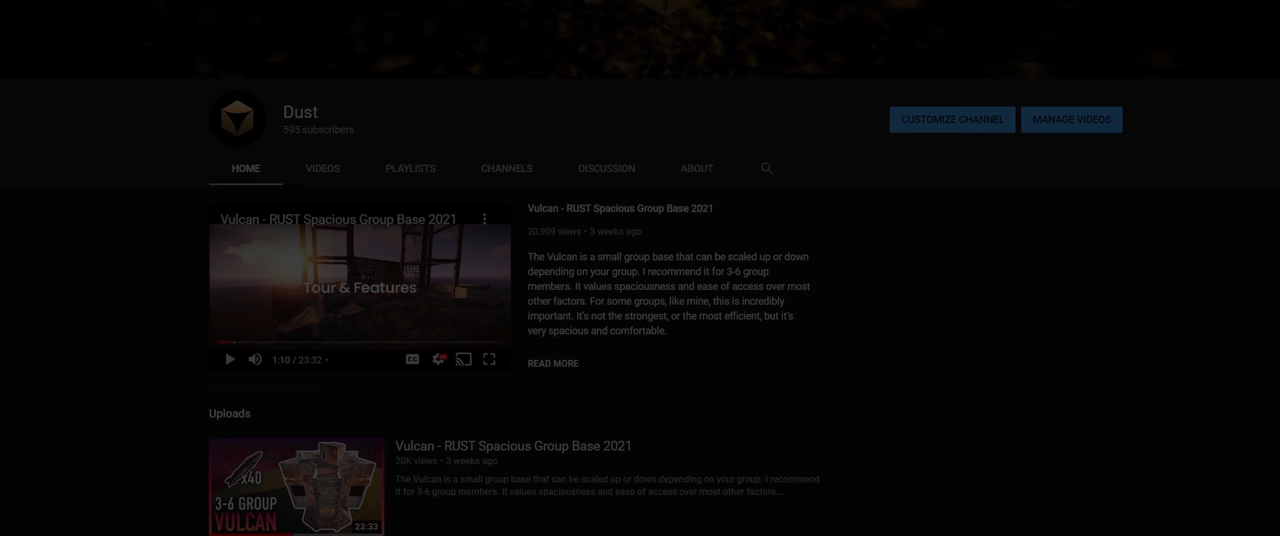 Dust
595 subscribers
CUSTOMIZE CHANNEL
MANAGE VIDEOS
HOME
VIDEOS
PLAYLISTS
CHANNELS
DISCUSSION
ABOUT
Vulcan - RUST Spacious Group Base 2021
Tour & Features
1:10 / 23:32 •
CC
HD
Vulcan - RUST Spacious Group Base 2021
20,909 views • 3 weeks ago
The Vulcan is a small group base that can be scaled up or down
depending on your group. I recommend it for 3-6 group
members. It values spaciousness and ease of access over most
other factors. For some groups, like mine, this is incredibly
important. It's not the strongest, or the most efficient, but it's
very spacious and comfortable.
READ MORE
Uploads
x40
3-6 GROUP
VULCAN
23:33
Vulcan - RUST Spacious Group Base 2021
20K views • 3 weeks ago
The Vulcan is a small group base that can be scaled up or down depending on your group. I recommend
it for 3-6 group members. It values spaciousness and ease of access over most other factors....